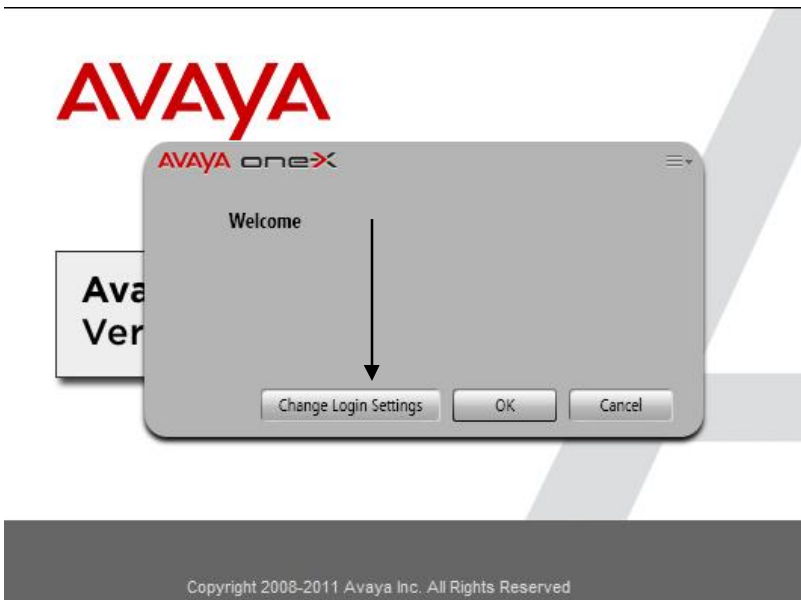 AVAYA
AVAYA one-X
Welcome
Ava
Ver
Change Login Settings OK Cancel
Copyright 2008-2011 Avaya Inc. All Rights Reserved